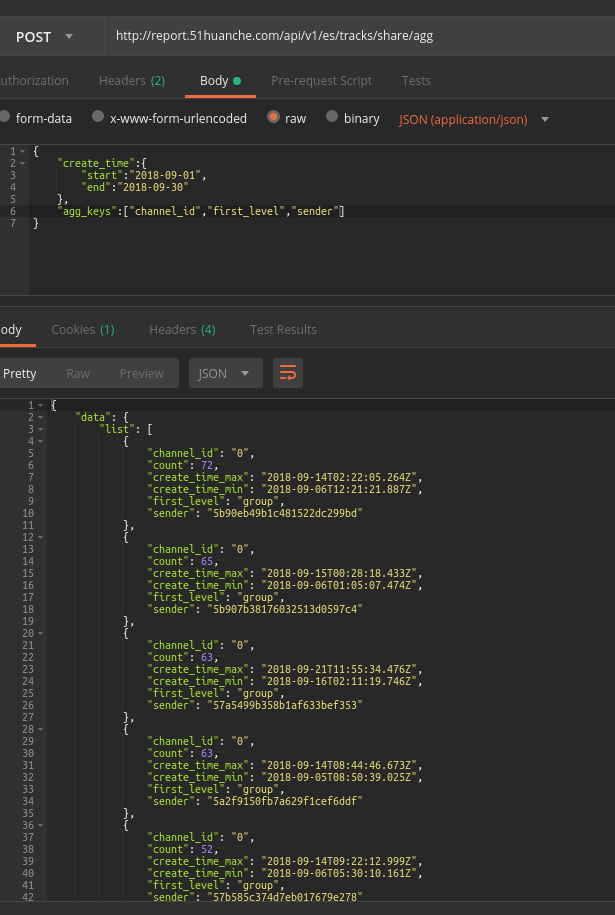 POST http://report.51huanche.com/api/v1/es/tracks/share/agg
uthorization Headers (2) Body Pre-request Script Tests
form-data x-www-form-urlencoded raw binary JSON (application/json)
1 {
2 "create_time":{
3 "start":"2018-09-01",
4 "end":"2018-09-30"
5 },
6 "agg_keys":["channel_id","first_level","sender"]
7 }
ody Cookies (1) Headers (4) Test Results
Pretty Raw Preview JSON
1 {
2 "data": {
3 "list": [
4 {
5 "channel_id": "0",
6 "count": 72,
7 "create_time_max": "2018-09-14T02:22:05.264Z",
8 "create_time_min": "2018-09-06T12:21:21.887Z",
9 "first_level": "group",
10 "sender": "5b90eb49b1c481522dc299bd"
11 },
12 {
13 "channel_id": "0",
14 "count": 65,
15 "create_time_max": "2018-09-15T00:28:18.433Z",
16 "create_time_min": "2018-09-06T01:05:07.474Z",
17 "first_level": "group",
18 "sender": "5b907b38176032513d0597c4"
19 },
20 {
21 "channel_id": "0",
22 "count": 63,
23 "create_time_max": "2018-09-21T11:55:34.476Z",
24 "create_time_min": "2018-09-16T02:11:19.746Z",
25 "first_level": "group",
26 "sender": "57a5499b358b1af633bef353"
27 },
28 {
29 "channel_id": "0",
30 "count": 63,
31 "create_time_max": "2018-09-14T08:44:46.673Z",
32 "create_time_min": "2018-09-05T08:50:39.025Z",
33 "first_level": "group",
34 "sender": "5a2f9150fb7a629f1cef6ddf"
35 },
36 {
37 "channel_id": "0",
38 "count": 52,
39 "create_time_max": "2018-09-14T09:22:12.999Z",
40 "create_time_min": "2018-09-06T05:30:10.161Z",
41 "first_level": "group",
42 "sender": "57b585c374d7eb017679e278"